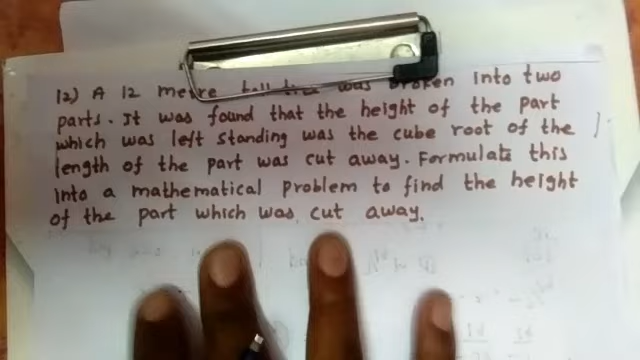 12) A 12 metre tall tree was broken into two
parts. It was found that the height of the part
which was left standing was the cube root of the
length of the part was cut away. Formulate this
into a mathematical problem to find the height
of the part which was cut away.